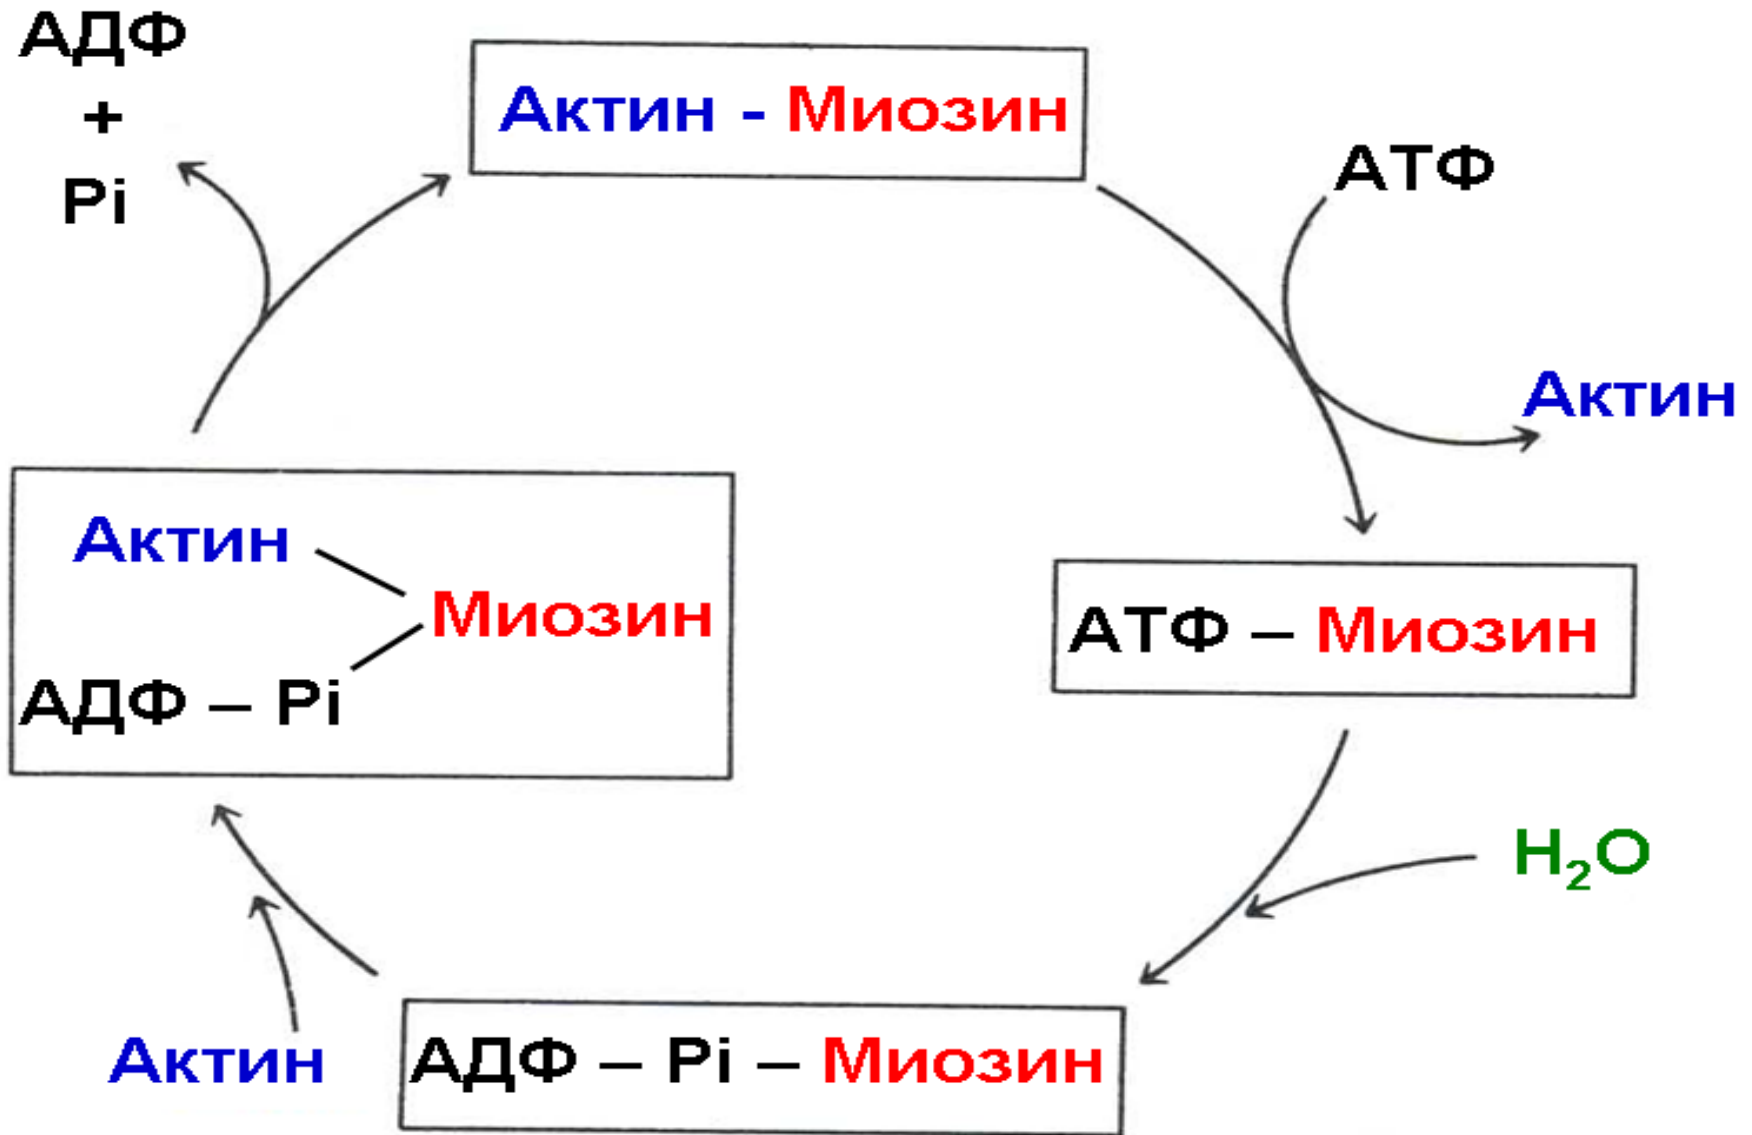 АДФ
+
Pi
Актин - Миозин
АТФ
Актин
Актин
Миозин
АДФ – Pi
АТФ – Миозин
H₂O
Актин
АДФ – Pi – Миозин